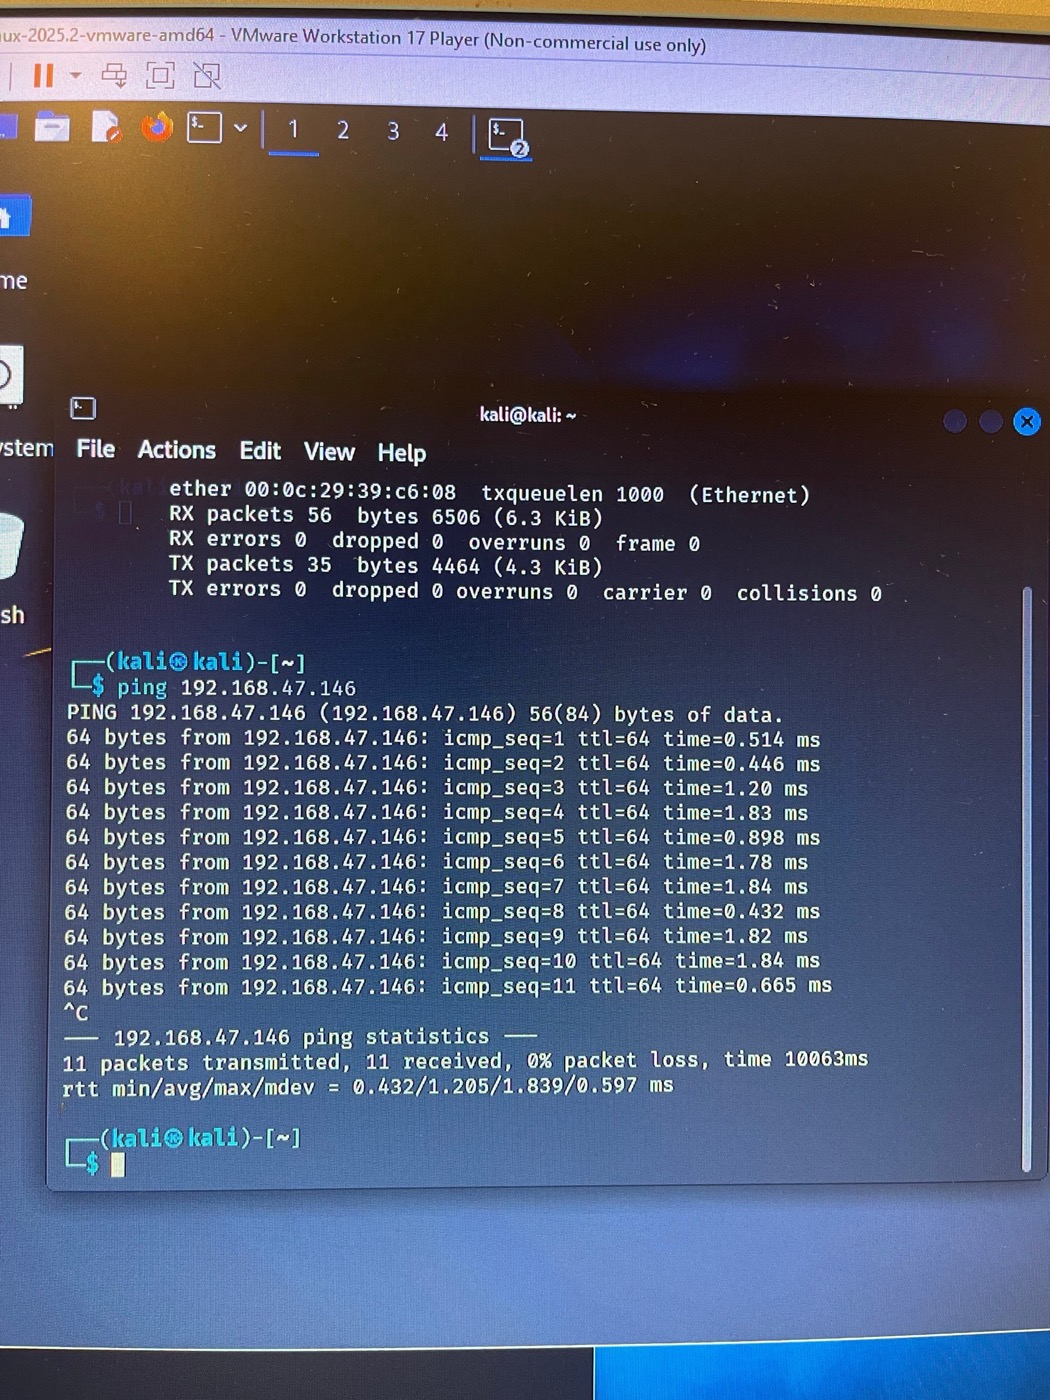 ux-2025.2-vmware-amd64 - VMware Workstation 17 Player (Non-commercial use only)
1 2 3 4 2
me
kali@kali: ~
ystem
File Actions Edit View Help
ether 00:0c:29:39:c6:08 txqueuelen 1000 (Ethernet)
RX packets 56 bytes 6506 (6.3 KiB)
RX errors 0 dropped 0 overruns 0 frame 0
TX packets 35 bytes 4464 (4.3 KiB)
TX errors 0 dropped 0 overruns 0 carrier 0 collisions 0
sh
┌──(kali㉿kali)-[~]
└─$ ping 192.168.47.146
PING 192.168.47.146 (192.168.47.146) 56(84) bytes of data.
64 bytes from 192.168.47.146: icmp_seq=1 ttl=64 time=0.514 ms
64 bytes from 192.168.47.146: icmp_seq=2 ttl=64 time=0.446 ms
64 bytes from 192.168.47.146: icmp_seq=3 ttl=64 time=1.20 ms
64 bytes from 192.168.47.146: icmp_seq=4 ttl=64 time=1.83 ms
64 bytes from 192.168.47.146: icmp_seq=5 ttl=64 time=0.898 ms
64 bytes from 192.168.47.146: icmp_seq=6 ttl=64 time=1.78 ms
64 bytes from 192.168.47.146: icmp_seq=7 ttl=64 time=1.84 ms
64 bytes from 192.168.47.146: icmp_seq=8 ttl=64 time=0.432 ms
64 bytes from 192.168.47.146: icmp_seq=9 ttl=64 time=1.82 ms
64 bytes from 192.168.47.146: icmp_seq=10 ttl=64 time=1.84 ms
64 bytes from 192.168.47.146: icmp_seq=11 ttl=64 time=0.665 ms
^C
── 192.168.47.146 ping statistics ──
11 packets transmitted, 11 received, 0% packet loss, time 10063ms
rtt min/avg/max/mdev = 0.432/1.205/1.839/0.597 ms
┌──(kali㉿kali)-[~]
└─$